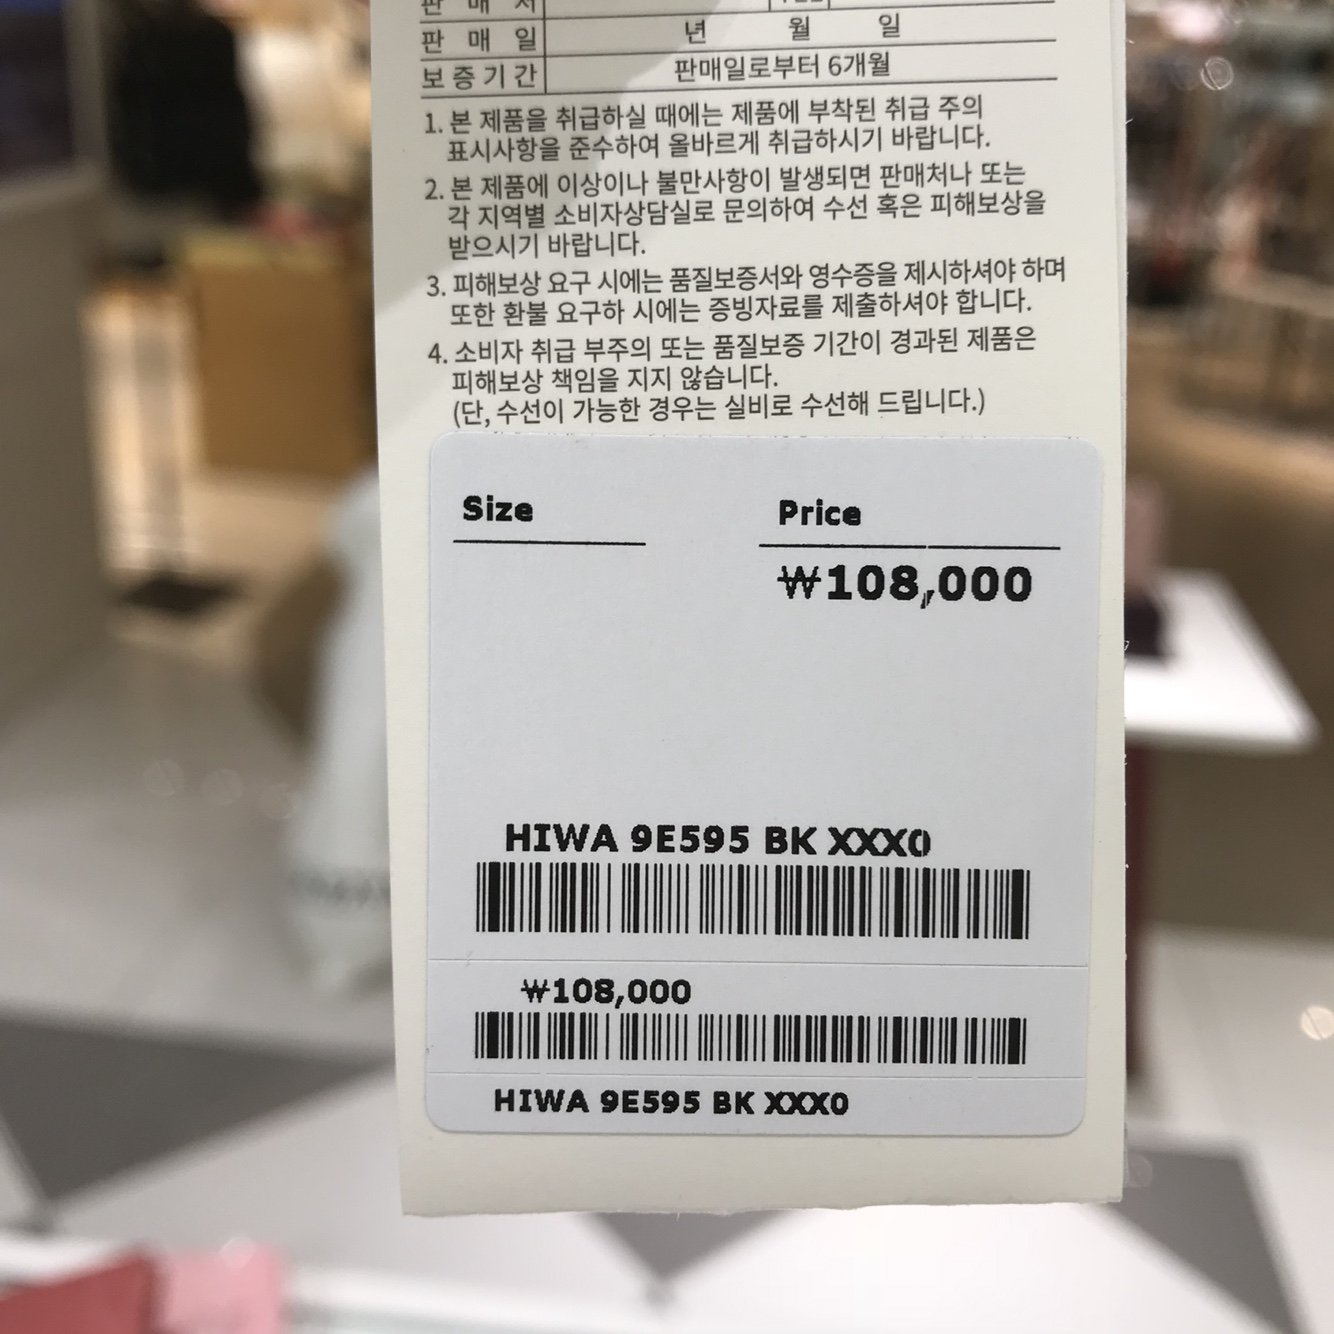 판 매 처
판 매 일 년 월 일
보증기간 판매일로부터 6개월
1. 본 제품을 취급하실 때에는 제품에 부착된 취급 주의
표시사항을 준수하여 올바르게 취급하시기 바랍니다.
2. 본 제품에 이상이나 불만사항이 발생되면 판매처나 또는
각 지역별 소비자상담실로 문의하여 수선 혹은 피해보상을
받으시기 바랍니다.
3. 피해보상 요구 시에는 품질보증서와 영수증을 제시하셔야 하며
또한 환불 요구하 시에는 증빙자료를 제출하셔야 합니다.
4. 소비자 취급 부주의 또는 품질보증 기간이 경과된 제품은
피해보상 책임을 지지 않습니다.
(단, 수선이 가능한 경우는 실비로 수선해 드립니다.)
Size Price
₩108,000
HIWA 9E595 BK XXX0
₩108,000
HIWA 9E595 BK XXX0